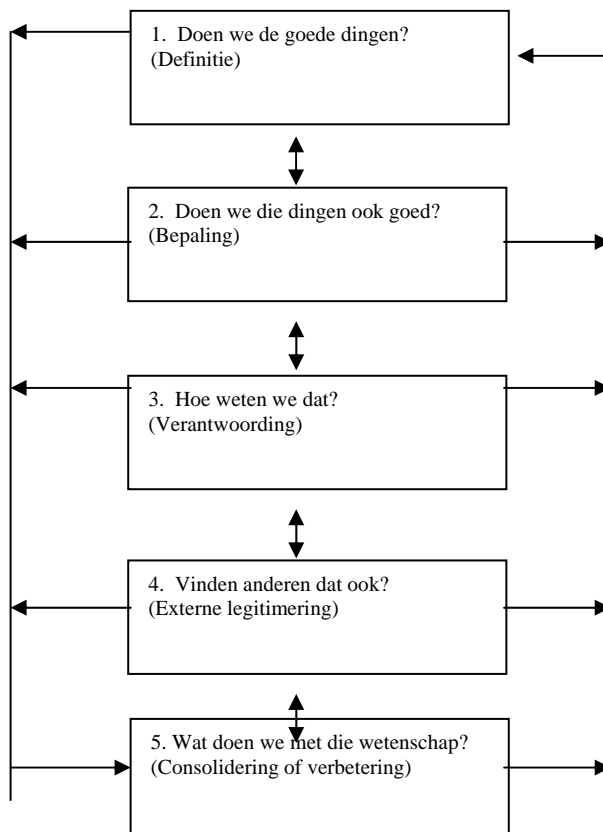 1. Doen we de goede dingen?
(Definitie)
2. Doen we die dingen ook goed?
(Bepaling)
3. Hoe weten we dat?
(Verantwoording)
4. Vinden anderen dat ook?
(Externe legitimering)
5. Wat doen we met die wetenschap?
(Consolidering of verbetering)